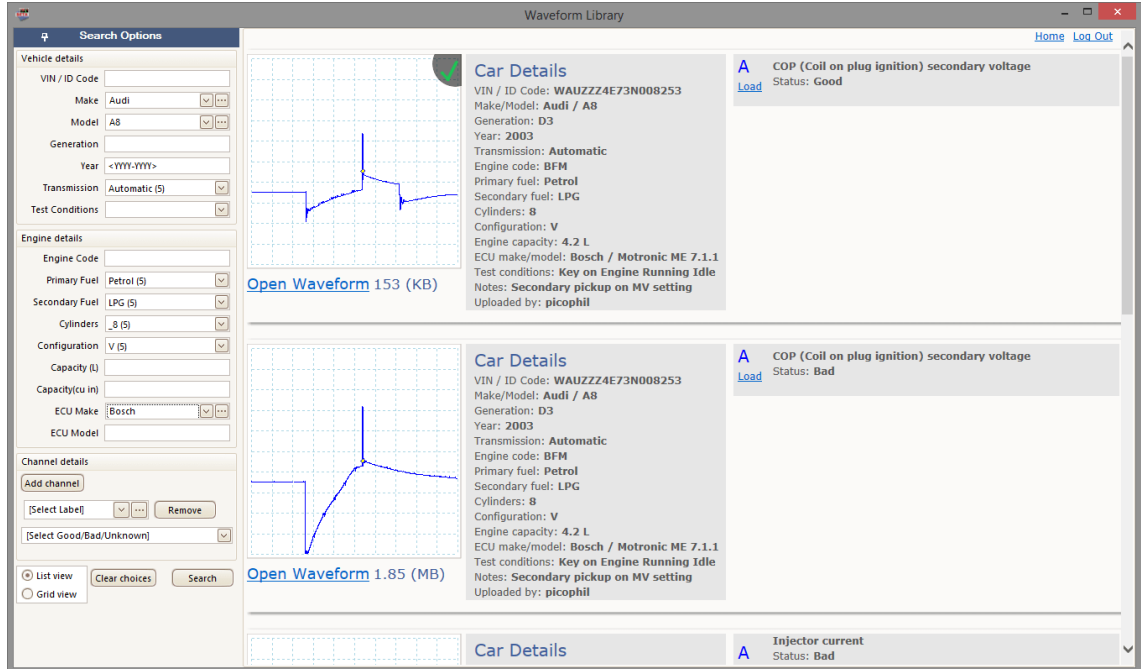 Waveform Library
Search Options
Home Log Out
Vehicle details
VIN / ID Code
Make Audi
Model A8
Generation
Year <YYYY-YYYY>
Transmission Automatic (5)
Test Conditions
Engine details
Engine Code
Primary Fuel Petrol (5)
Secondary Fuel LPG (5)
Cylinders _8 (5)
Configuration V (5)
Capacity (L)
Capacity(cu in)
ECU Make Bosch
ECU Model
Channel details
Add channel
[Select Label] Remove
[Select Good/Bad/Unknown]
List view
Grid view
Clear choices
Search
Open Waveform 153 (KB)
Car Details
VIN / ID Code: WAUZZZ4E73N008253
Make/Model: Audi / A8
Generation: D3
Year: 2003
Transmission: Automatic
Engine code: BFM
Primary fuel: Petrol
Secondary fuel: LPG
Cylinders: 8
Configuration: V
Engine capacity: 4.2 L
ECU make/model: Bosch / Motronic ME 7.1.1
Test conditions: Key on Engine Running Idle
Notes: Secondary pickup on MV setting
Uploaded by: picophil
A COP (Coil on plug ignition) secondary voltage
Load Status: Good
Open Waveform 1.85 (MB)
Car Details
VIN / ID Code: WAUZZZ4E73N008253
Make/Model: Audi / A8
Generation: D3
Year: 2003
Transmission: Automatic
Engine code: BFM
Primary fuel: Petrol
Secondary fuel: LPG
Cylinders: 8
Configuration: V
Engine capacity: 4.2 L
ECU make/model: Bosch / Motronic ME 7.1.1
Test conditions: Key on Engine Running Idle
Notes: Secondary pickup on MV setting
Uploaded by: picophil
A COP (Coil on plug ignition) secondary voltage
Load Status: Bad
Car Details
Injector current
A Status: Bad